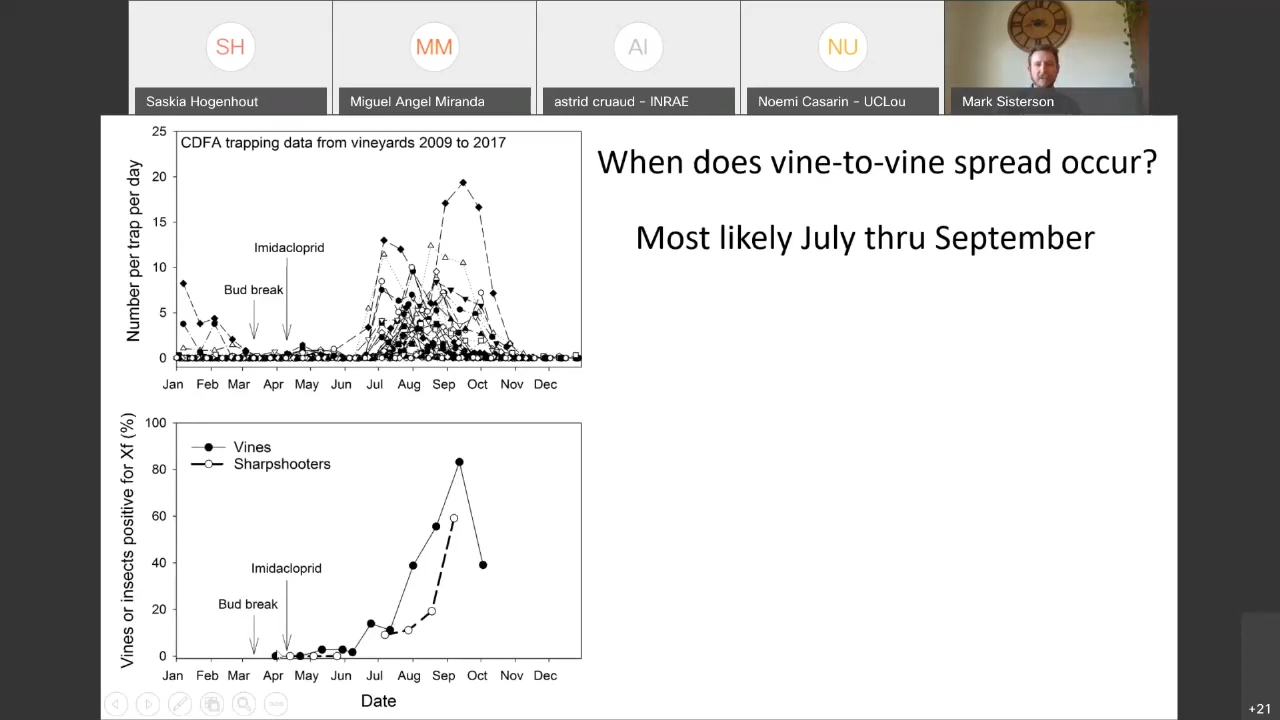 SH
MM
AI
NU
Saskia Hogenhout
Miguel Angel Miranda
astrid cruaud - INRAE
Noemi Casarin - UCLou
Mark Sisterson
CDFA trapping data from vineyards 2009 to 2017
Number per trap per day
25
20
15
10
5
0
Imidacloprid
Bud break
Jan Feb Mar Apr May Jun Jul Aug Sep Oct Nov Dec
When does vine-to-vine spread occur?
Most likely July thru September
Vines or insects positive for Xf (%)
100
80
60
40
20
0
Vines
Sharpshooters
Imidacloprid
Bud break
Jan Feb Mar Apr May Jun Jul Aug Sep Oct Nov Dec
Date
+21